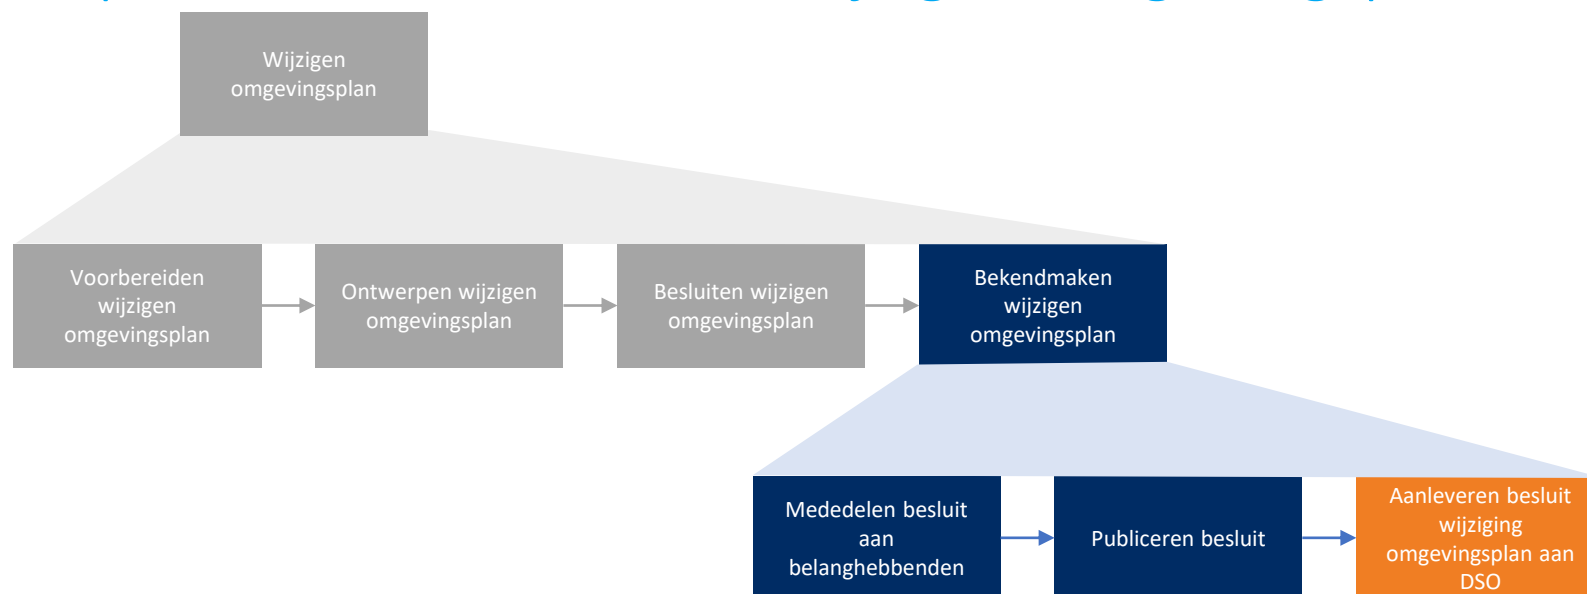 Wijzigen
omgevingsplan
Voorbereiden
wijzigen
omgevingsplan
Ontwerpen wijzigen
omgevingsplan
Besluiten wijzigen
omgevingsplan
Bekendmaken
wijzigen
omgevingsplan
Mededelen besluit
aan
belanghebbenden
Publiceren besluit
Aanleveren besluit
wijziging
omgevingsplan aan
DSO